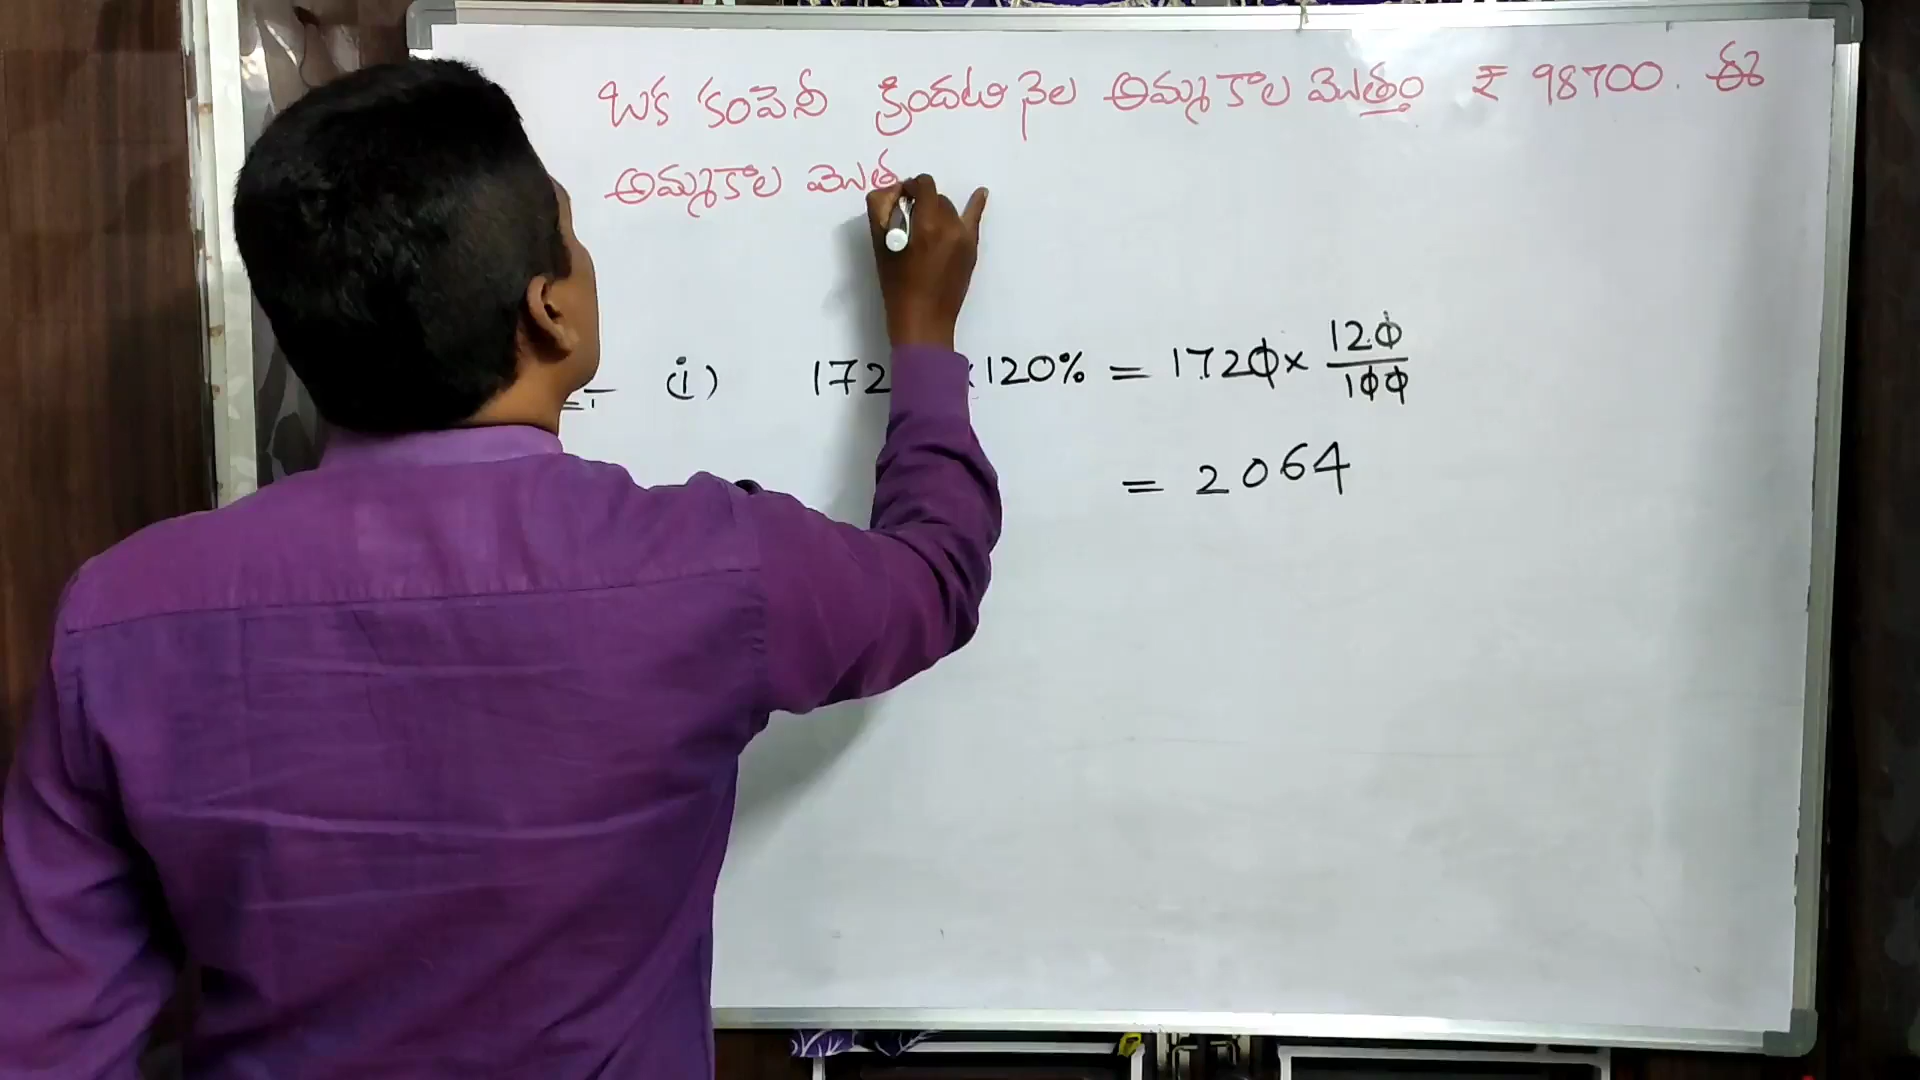 ఒక కంపెనీ క్రిందటి నెల అమ్మకాల మొత్తం ₹ 98700. ఈ
అమ్మకాల మొత్త
(i) 172 120% = 1720 × 120/100
= 2064